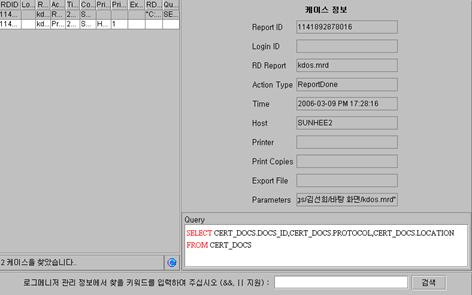 RDID Lo... R... Ac... Ti... Co... Pri... Pri... Ex... RD... Qu...
114... kd... R... 2... S... "C:... SE...
114... kd... Pr... 2... S... H... 1
2 케이스을 찾았습니다..
케이스 정보
Report ID 1141892878016
Login ID
RD Report kdos.mrd
Action Type ReportDone
Time 2006-03-09 PM 17:28:16
Host SUNHEE2
Printer
Print Copies
Export File
Parameters gs/김선희/바탕 화면/kdos.mrd"
Query
SELECT CERT_DOCS.DOCS_ID,CERT_DOCS.PROTOCOL,CERT_DOCS.LOCATION
FROM CERT_DOCS
로그메니저 관리 정보에서 찾을 키워드를 입력하여 주십시오 (&&, || 지원) : 검색